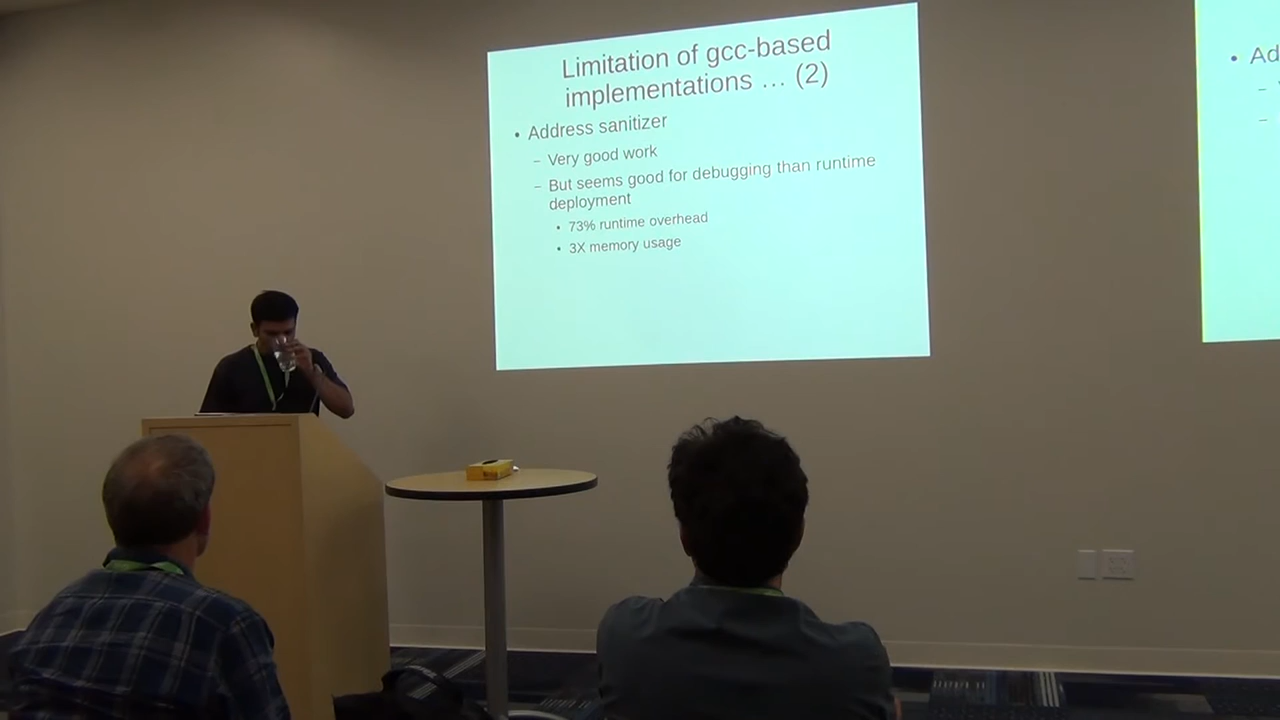 Limitation of gcc-based
implementations … (2)
• Address sanitizer
– Very good work
– But seems good for debugging than runtime
deployment
• 73% runtime overhead
• 3X memory usage
• Ad
–
–